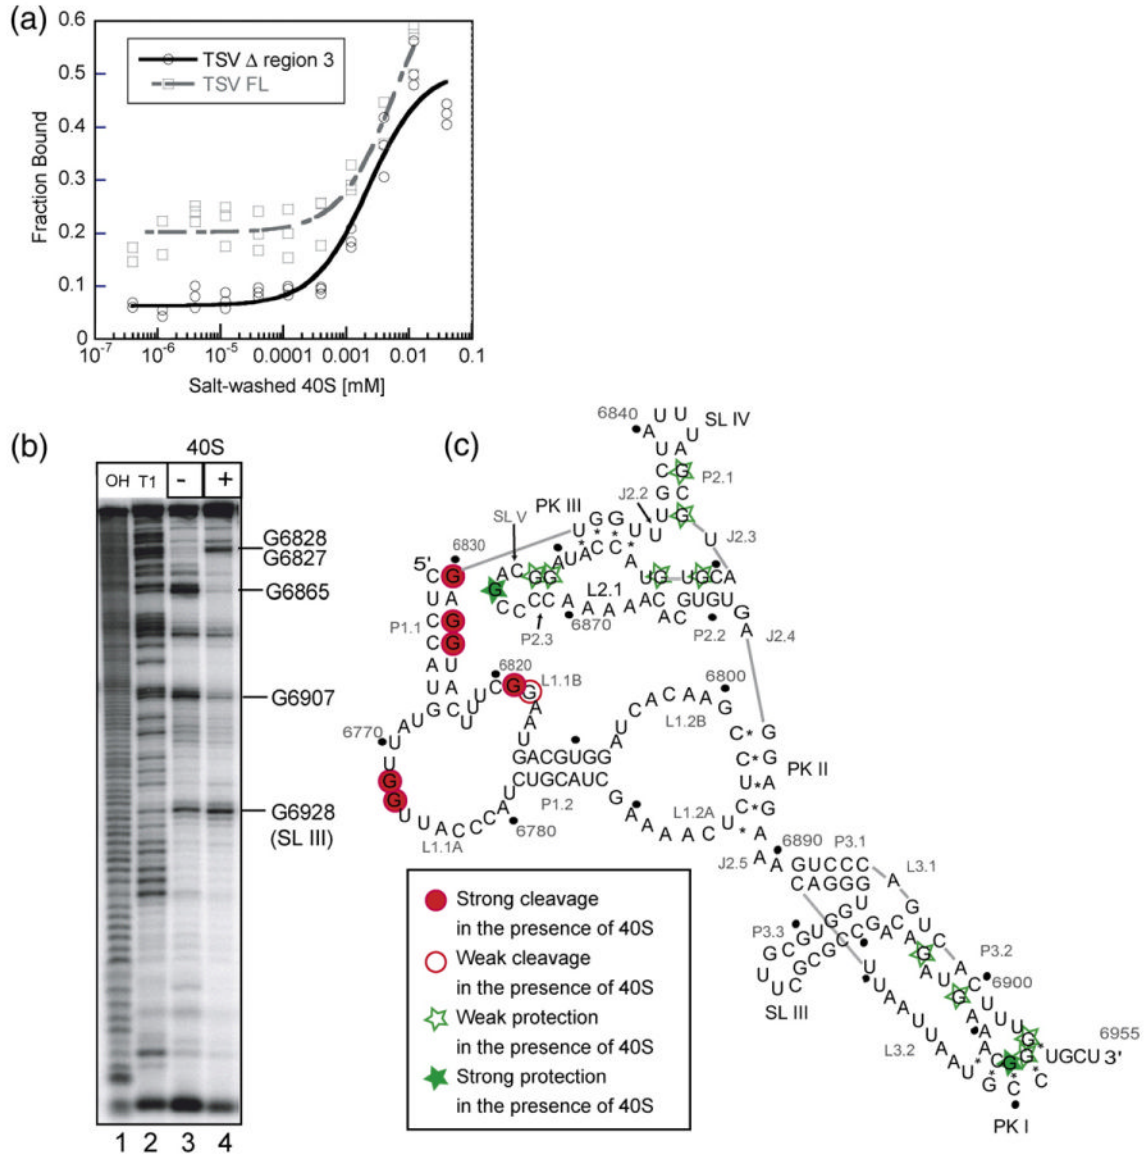 (a)
0.6
0.5
0.4
0.3
0.2
0.1
0
Fraction Bound
TSV Δ region 3
TSV FL
10⁻⁷ 10⁻⁶ 10⁻⁵ 0.0001 0.001 0.01 0.1
Salt-washed 40S [mM]
(b)
40S
OH T1 - +
G6828
G6827
G6865
G6907
G6928
(SL III)
1 2 3 4
(c)
6840
SL IV
P2.1
J2.2
J2.3
PK III
SL V
6830
5'
L2.1
6870
P2.3
P2.2
J2.4
P1.1
6820
L1.1B
6800
L1.2B
6770
PK II
P1.2
L1.2A
6780
L1.1A
J2.5
6890
P3.1
L3.1
P3.3
P3.2
6900
SL III
L3.2
6955
UGCU 3'
PK I
Strong cleavage
in the presence of 40S
Weak cleavage
in the presence of 40S
Weak protection
in the presence of 40S
Strong protection
in the presence of 40S